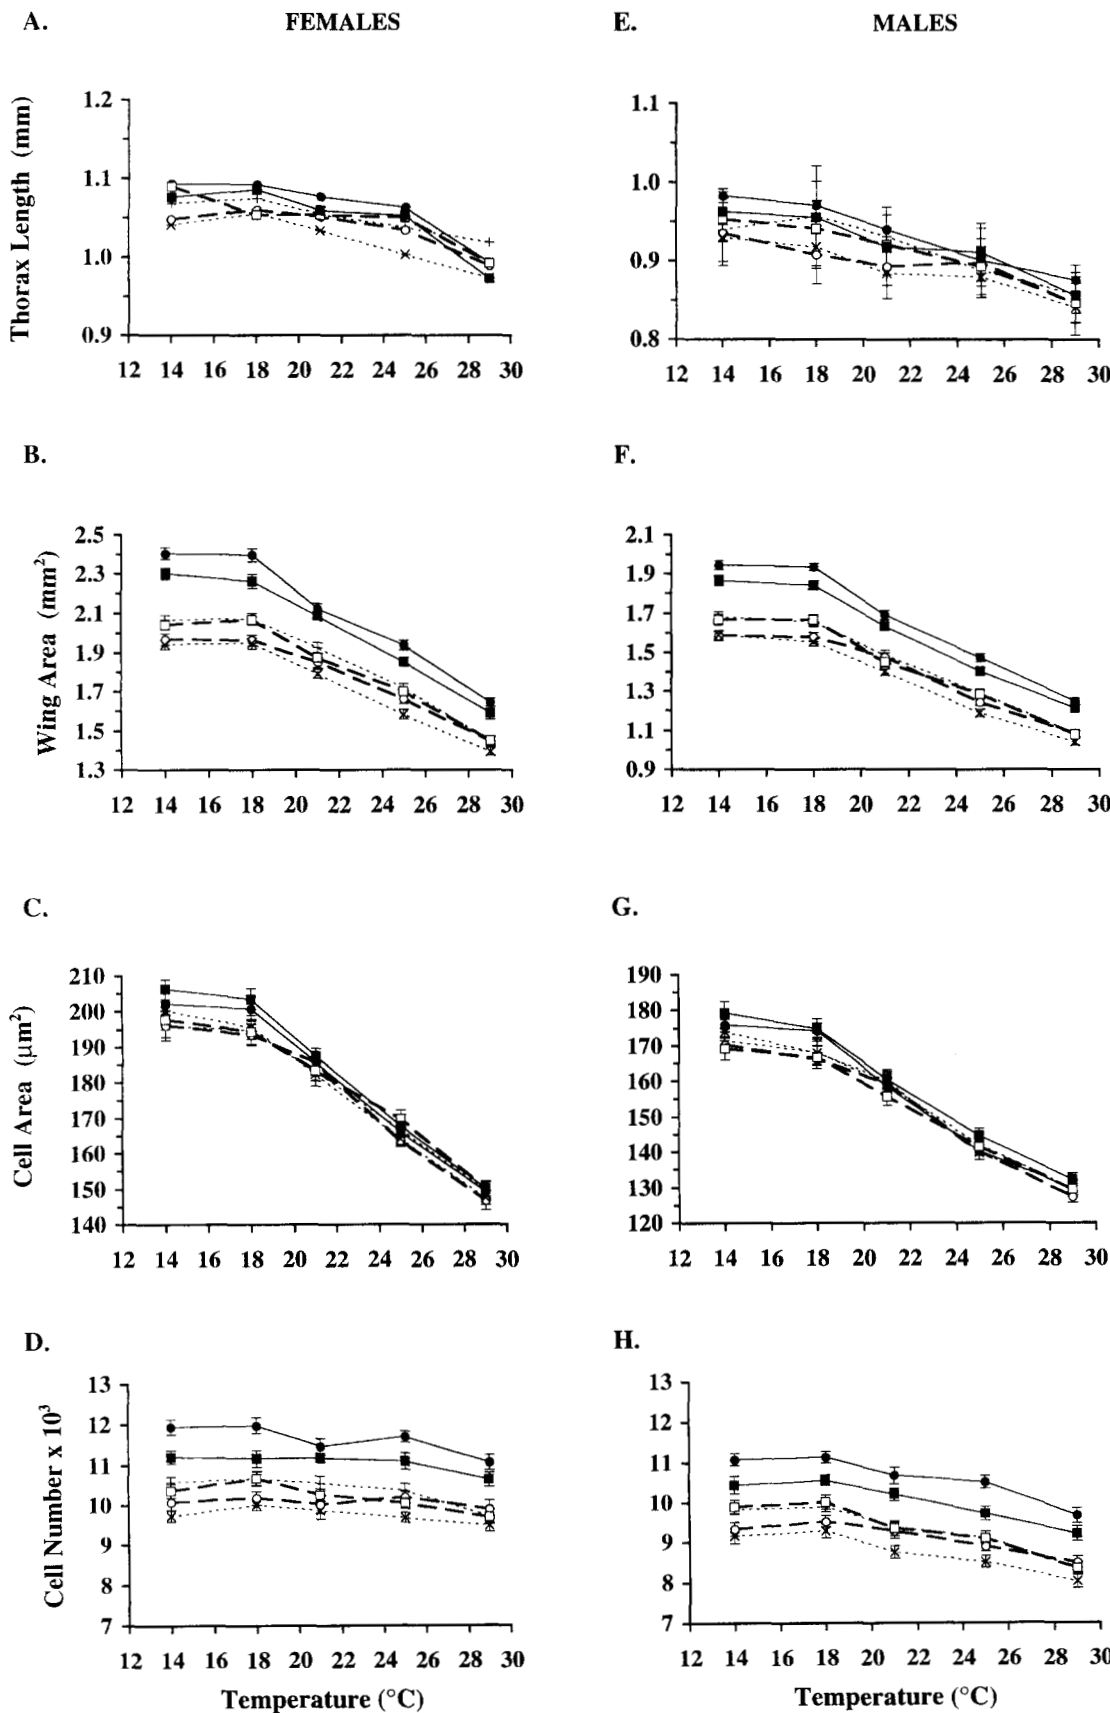 A. FEMALES
Thorax Length (mm)
1.2
1.1
1.0
0.9
12 14 16 18 20 22 24 26 28 30
B.
Wing Area (mm²)
2.5
2.3
2.1
1.9
1.7
1.5
1.3
12 14 16 18 20 22 24 26 28 30
C.
Cell Area (μm²)
210
200
190
180
170
160
150
140
12 14 16 18 20 22 24 26 28 30
D.
Cell Number x 10³
13
12
11
10
9
8
7
12 14 16 18 20 22 24 26 28 30
Temperature (°C)
E. MALES
1.1
1.0
0.9
0.8
12 14 16 18 20 22 24 26 28 30
F.
2.1
1.9
1.7
1.5
1.3
1.1
0.9
12 14 16 18 20 22 24 26 28 30
G.
190
180
170
160
150
140
130
120
12 14 16 18 20 22 24 26 28 30
H.
13
12
11
10
9
8
7
12 14 16 18 20 22 24 26 28 30
Temperature (°C)